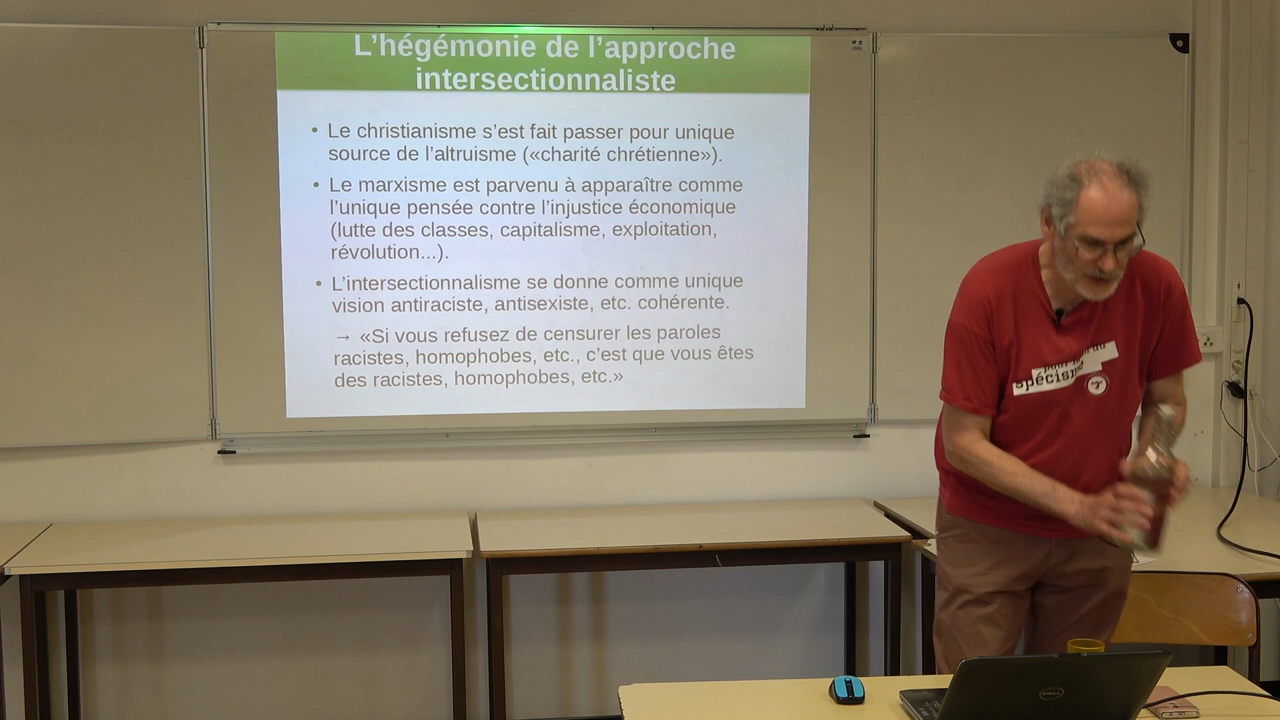 L’hégémonie de l’approche
intersectionnaliste
• Le christianisme s’est fait passer pour unique
source de l’altruisme («charité chrétienne»).
• Le marxisme est parvenu à apparaître comme
l’unique pensée contre l’injustice économique
(lutte des classes, capitalisme, exploitation,
révolution...).
• L’intersectionnalisme se donne comme unique
vision antiraciste, antisexiste, etc. cohérente.
→ «Si vous refusez de censurer les paroles
racistes, homophobes, etc., c’est que vous êtes
des racistes, homophobes, etc.»
DELL